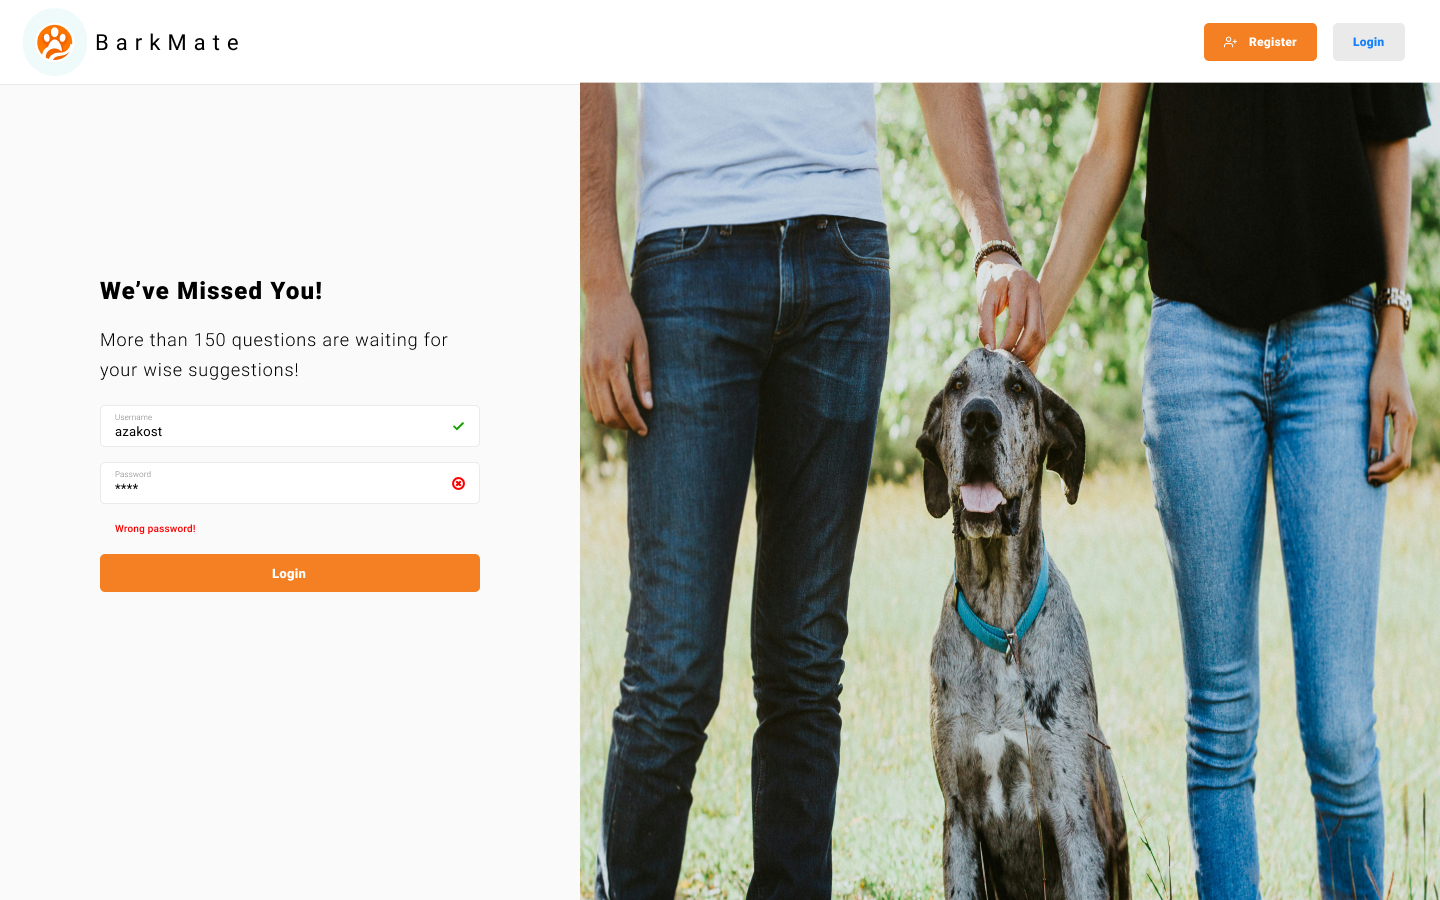 BarkMate
Register
Login
We’ve Missed You!
More than 150 questions are waiting for
your wise suggestions!
Username
azakost
Password
****
Wrong password!
Login